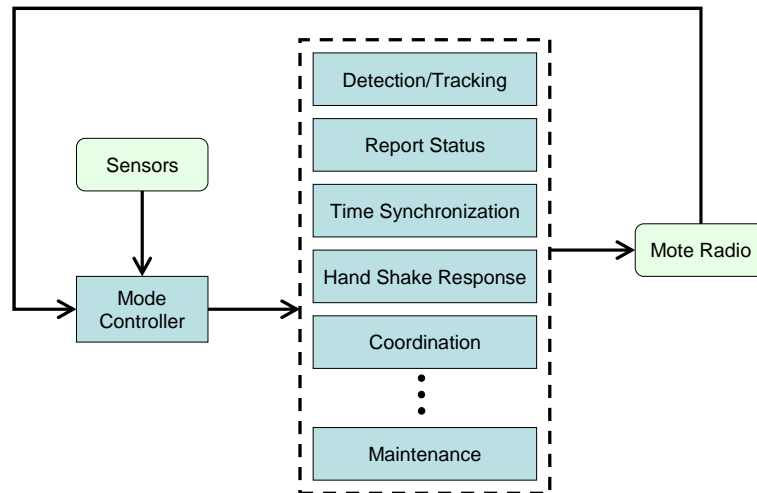 Detection/Tracking
Report Status
Sensors
Time Synchronization
Mote Radio
Hand Shake Response
Mode
Controller
Coordination
Maintenance